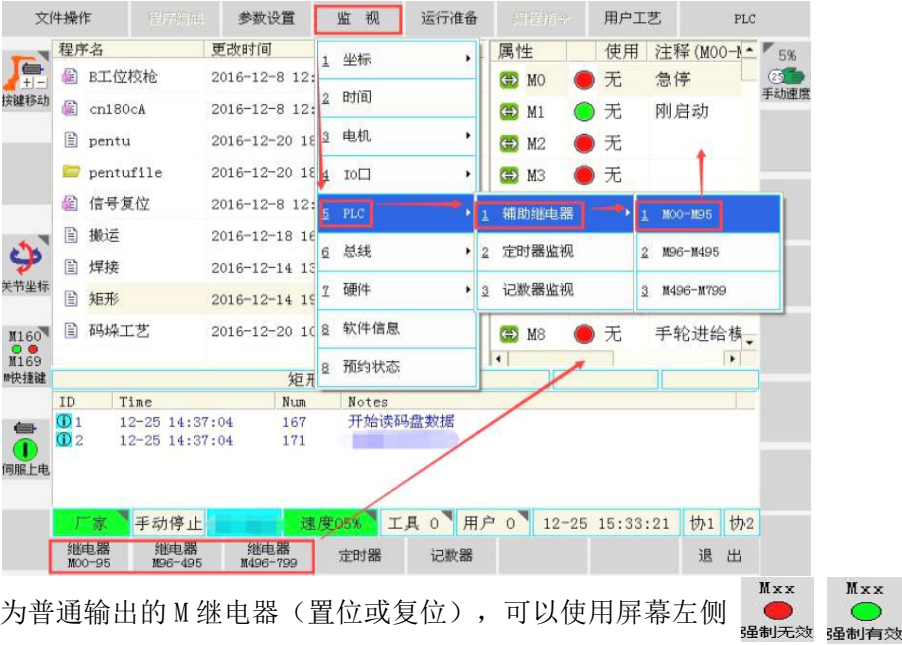 文件操作 程序编辑 参数设置 监 视 运行准备 编程指令 用户工艺 PLC
程序名 更改时间
B工位校枪 2016-12-8 12:
cn180cA 2016-12-8 12:
pentu 2016-12-20 18
pentufile 2016-12-20 18
信号复位 2016-12-8 12:
搬运 2016-12-18 16
焊接 2016-12-14 13
矩形 2016-12-14 19
码垛工艺 2016-12-20 10
矩形
1 坐标
2 时间
3 电机
4 IO口
5 PLC
6 总线
7 硬件
8 软件信息
8 预约状态
1 辅助继电器
2 定时器监视
3 记数器监视
1 M00-M95
2 M96-M495
3 M496-M799
属性 使用 注释(M00-M
M0 无 急停
M1 无 刚启动
M2 无
M3 无
M8 无 手轮进给模
按键移动
关节坐标
M160
M169
M快捷键
伺服上电
5%
25
手动速度
ID Time Num Notes
1 12-25 14:37:04 167 开始读码盘数据
2 12-25 14:37:04 171
厂家 手动停止 速度05% 工具 0 用户 0 12-25 15:33:21 协1 协2
继电器 继电器 继电器 定时器 记数器 退 出
M00-95 M96-495 M496-799
为普通输出的M继电器（置位或复位），可以使用屏幕左侧
Mxx Mxx
强制无效 强制有效